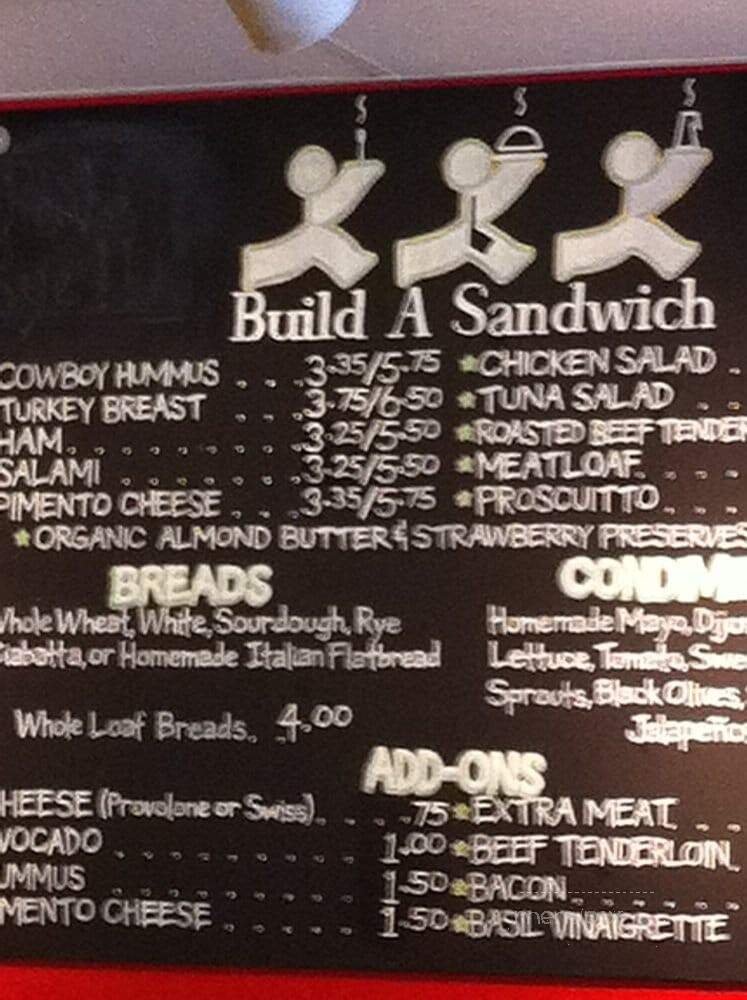 Build A Sandwich
COWBOY HUMMUS . . . 3.35/5.75
TURKEY BREAST . . . 3.75/6.50
HAM. . . . . . . . 3.25/5.50
SALAMI . . . . . . 3.25/5.50
PIMENTO CHEESE . . . 3.35/5.75
*CHICKEN SALAD .
*TUNA SALAD . .
*ROASTED BEEF TENDER
*MEATLOAF. . . .
*PROSCUITTO . . .
*ORGANIC ALMOND BUTTER & STRAWBERRY PRESERVES
BREADS
Whole Wheat, White, Sourdough, Rye
Ciabatta, or Homemade Italian Flatbread
Whole Loaf Breads.. 4.00
CONDIME
Homemade Mayo, Dijon
Lettuce, Tomato, Swe
Sprouts, Black Olives,
Jalapeños
ADD-ONS
HEESE (Provolone or Swiss). . . . .75
VOCADO . . . . . . . . 1.00
UMMUS . . . . . . . . 1.50
MENTO CHEESE . . . . . 1.50
*EXTRA MEAT . .
*BEEF TENDERLOIN.
*BACON. . . . . .
*BASIL VINAIGRETTE